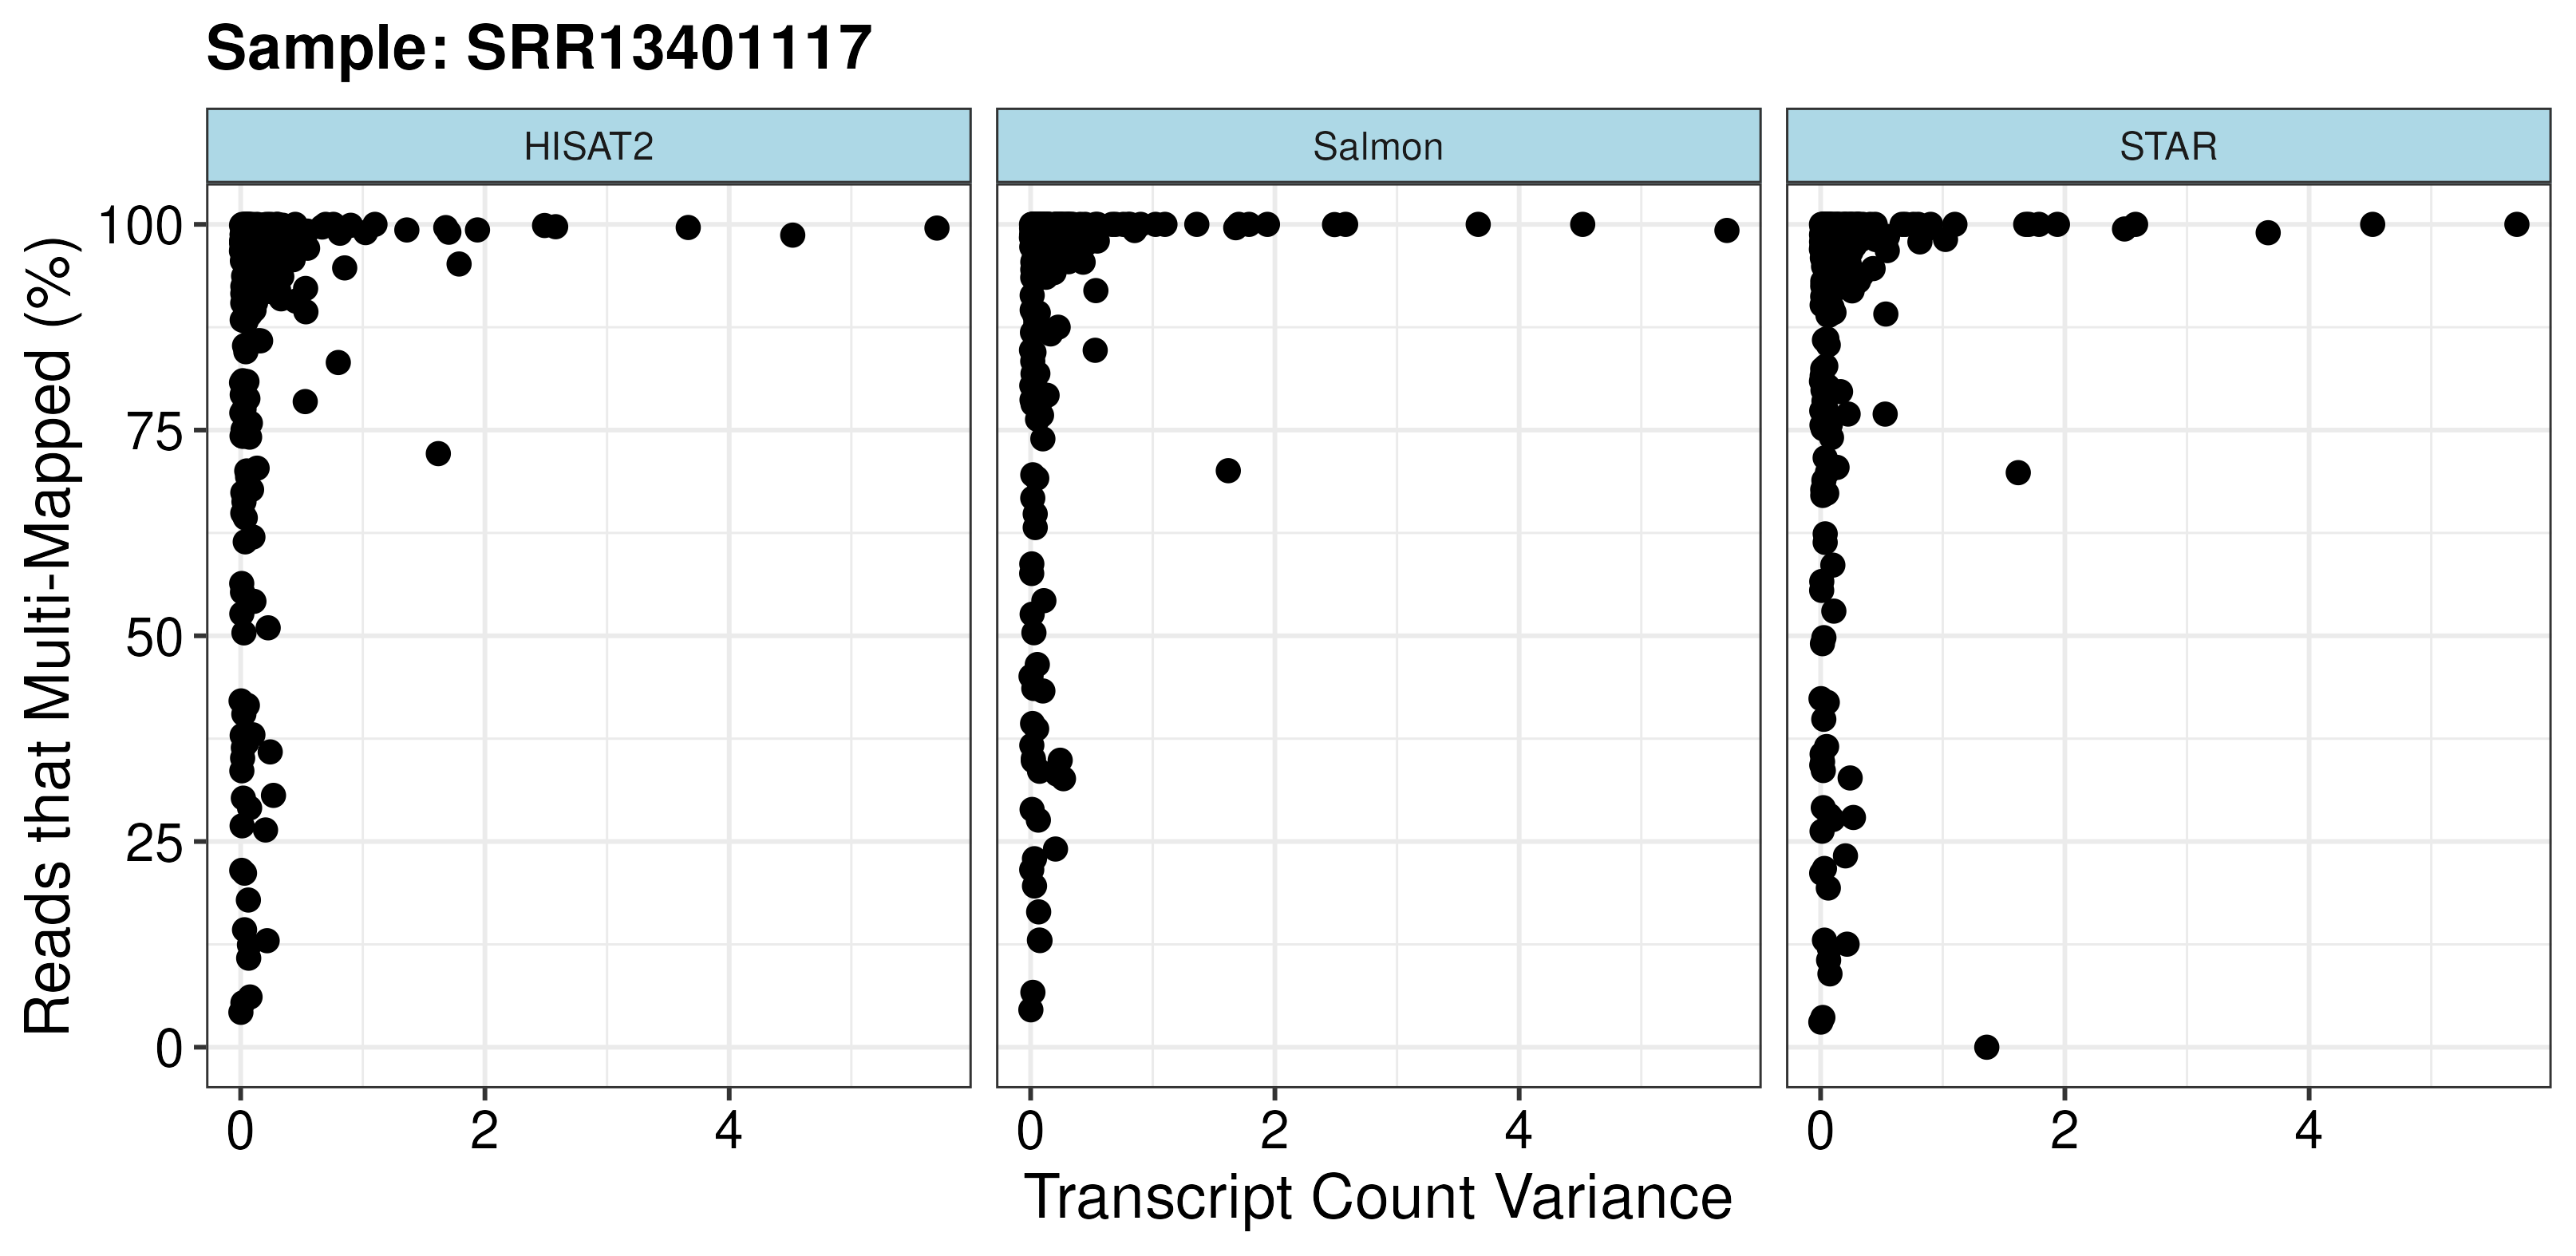 Sample: SRR13401117
HISAT2 Salmon STAR
Reads that Multi-Mapped (%)
100
75
50
25
0
0 2 4 0 2 4 0 2 4
Transcript Count Variance